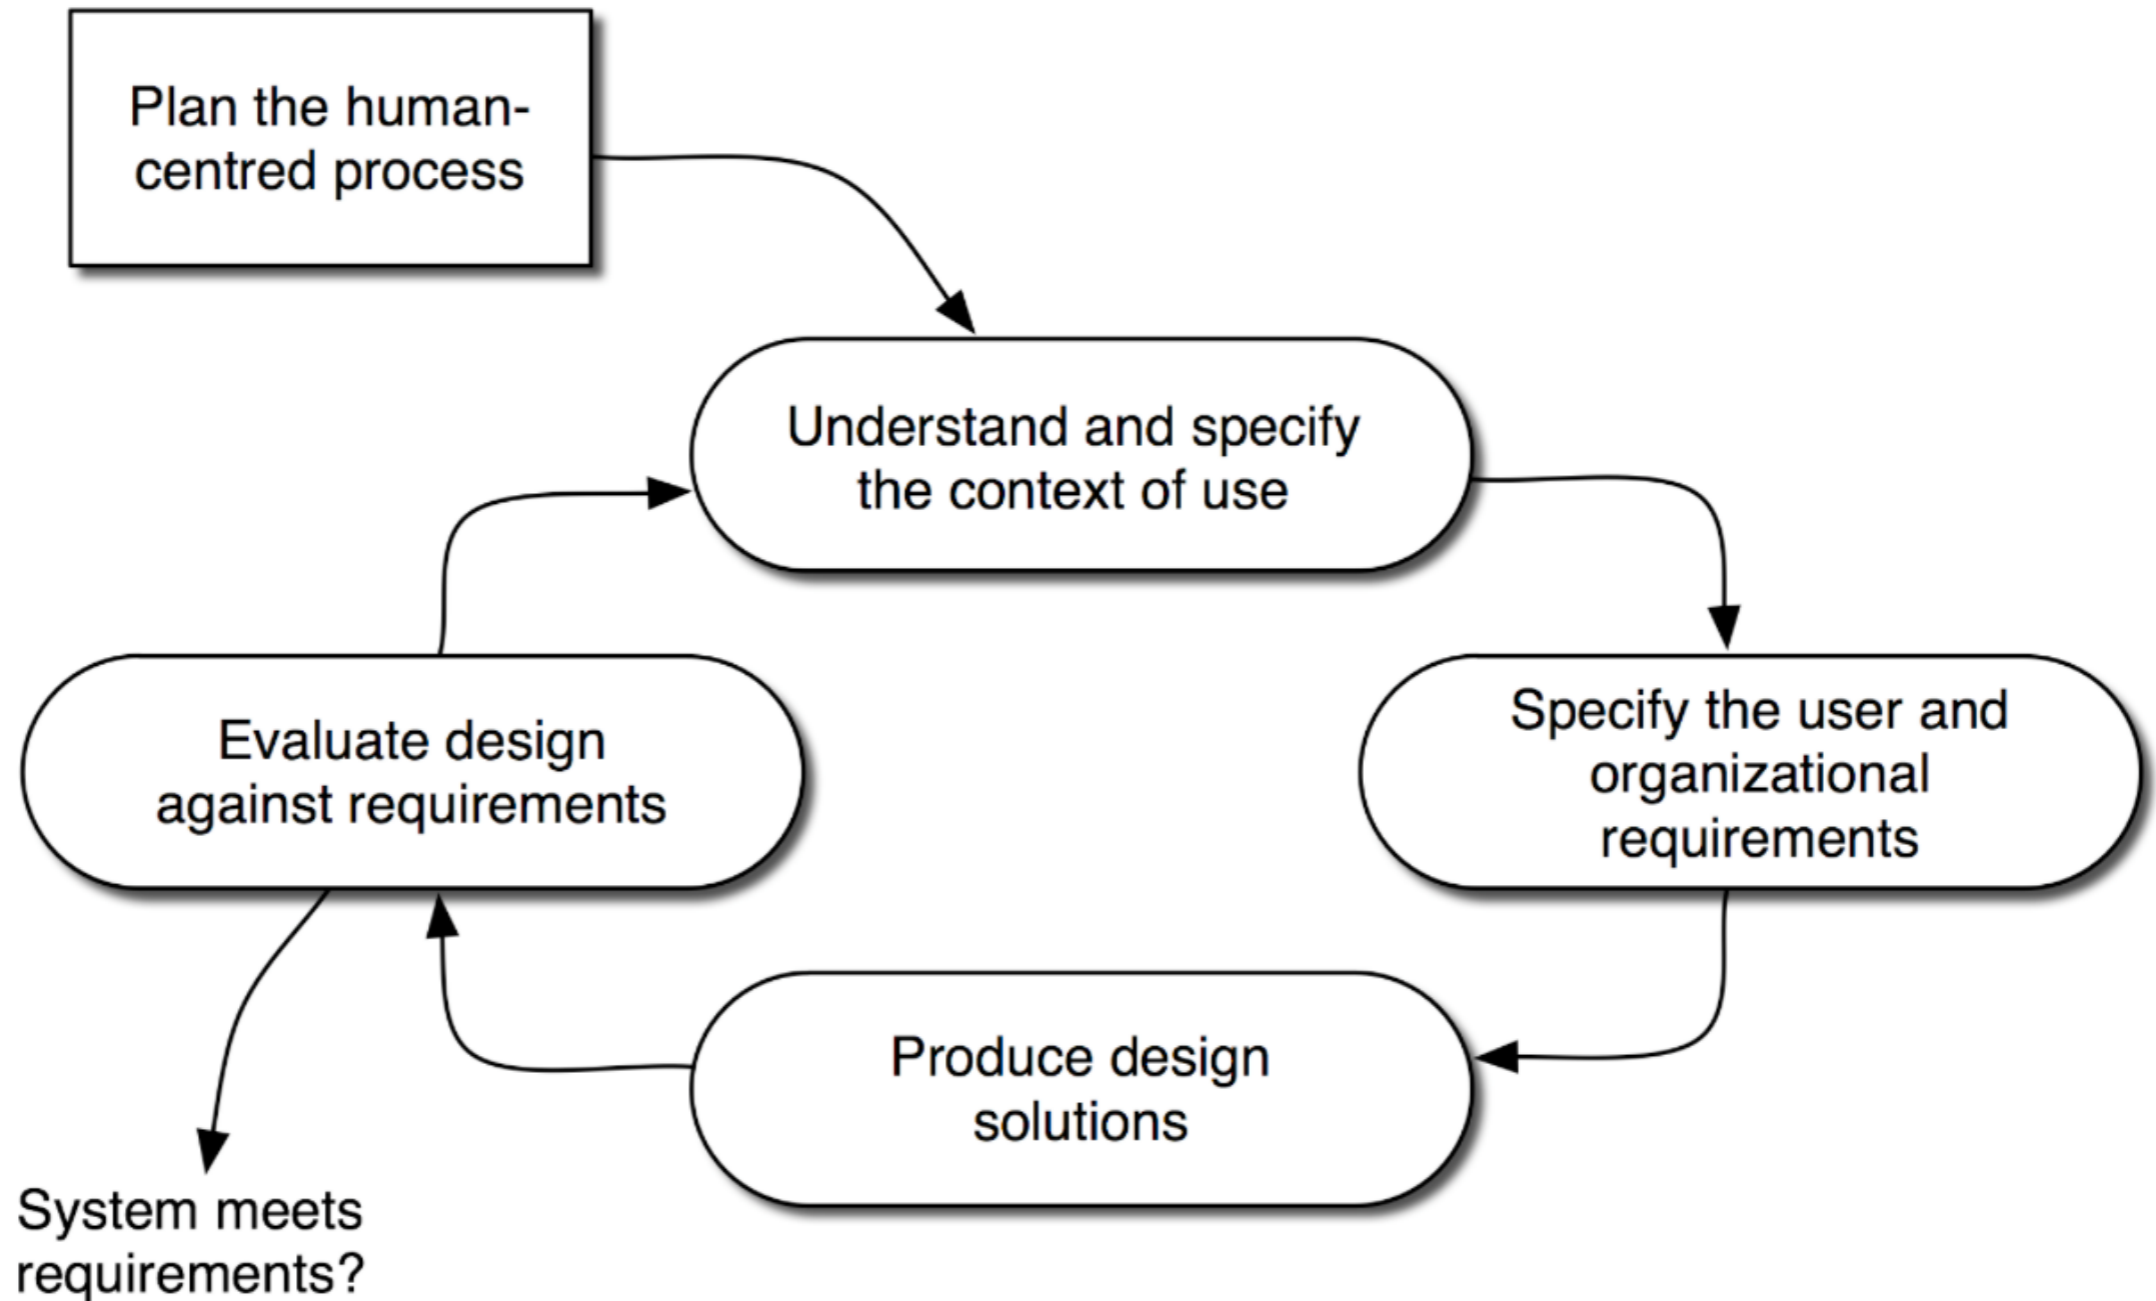 Plan the human-
centred process
Understand and specify
the context of use
Specify the user and
organizational
requirements
Produce design
solutions
Evaluate design
against requirements
System meets
requirements?